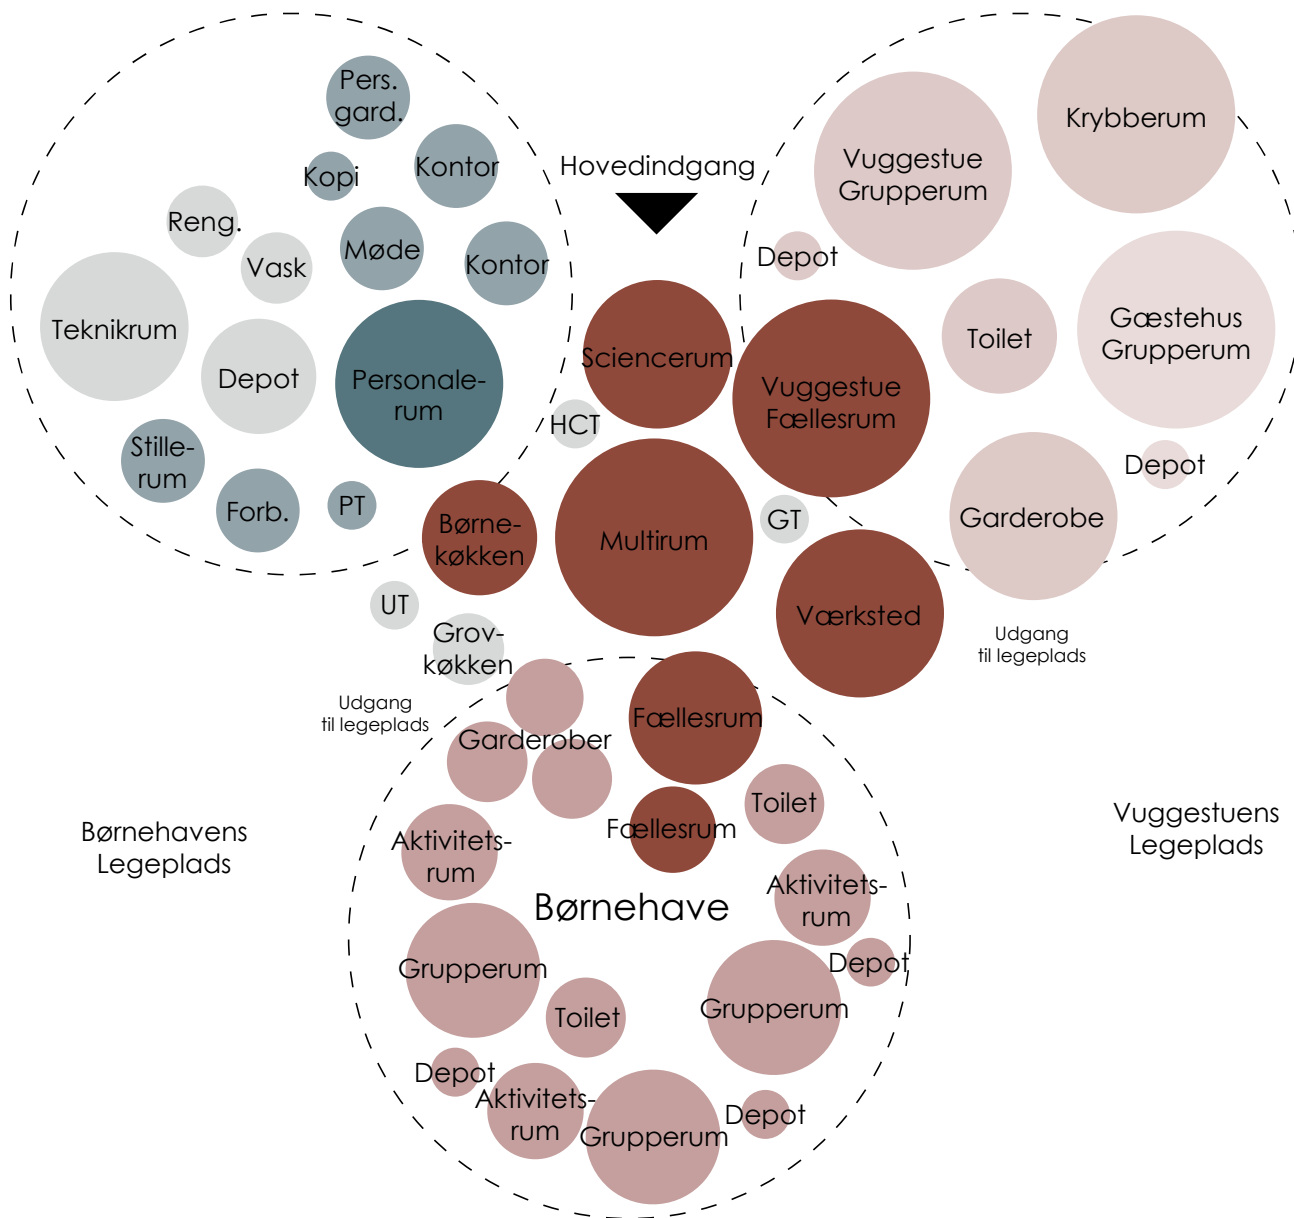 Pers.
gard.
Kopi
Kontor
Reng.
Vask
Møde
Kontor
Teknikrum
Depot
Personale-
rum
Stille-
rum
Forb.
PT
Hovedindgang
Vuggestue
Grupperum
Krybberum
Depot
Toilet
Gæstehus
Grupperum
Depot
Garderobe
Sciencerum
Vuggestue
Fællesrum
HCT
Multirum
GT
Børne-
køkken
Værksted
UT
Grov-
køkken
Udgang
til legeplads
Udgang
til legeplads
Fællesrum
Garderober
Fællesrum
Toilet
Aktivitets-
rum
Aktivitets-
rum
Børnehave
Grupperum
Depot
Grupperum
Toilet
Depot
Aktivitets-
rum
Grupperum
Depot
Børnehavens
Legeplads
Vuggestuens
Legeplads